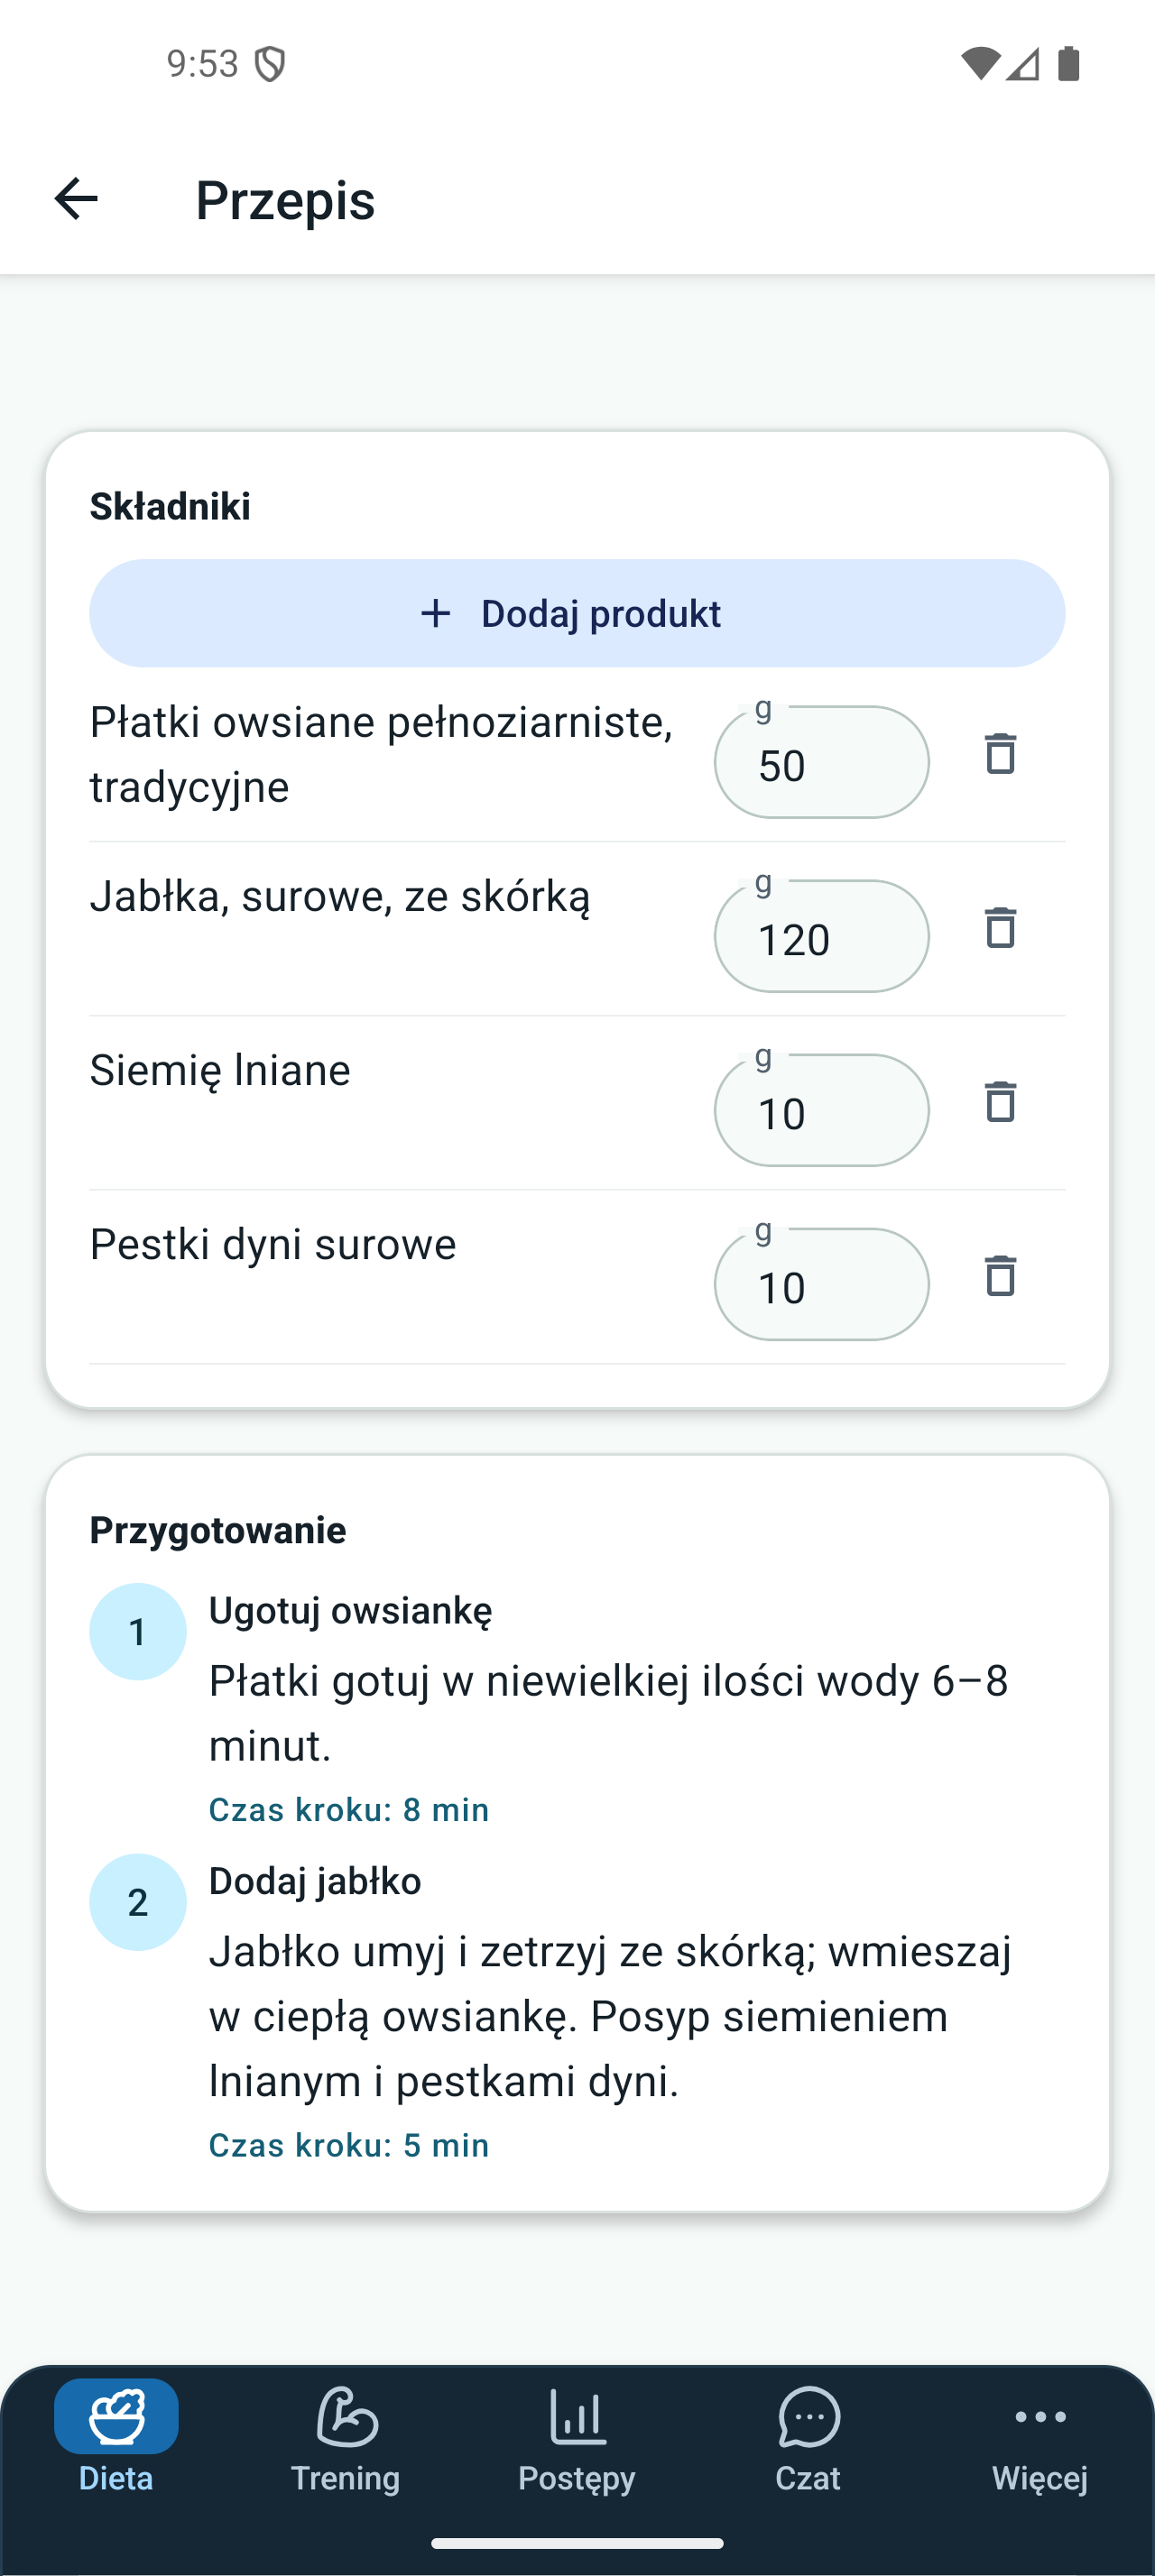 9:53
Przepis
Składniki
+ Dodaj produkt
Płatki owsiane pełnoziarniste,
tradycyjne
g
50
Jabłka, surowe, ze skórką
g
120
Siemię lniane
g
10
Pestki dyni surowe
g
10
Przygotowanie
1
Ugotuj owsiankę
Płatki gotuj w niewielkiej ilości wody 6–8
minut.
Czas kroku: 8 min
2
Dodaj jabłko
Jabłko umyj i zetrzyj ze skórką; wmieszaj
w ciepłą owsiankę. Posyp siemieniem
lnianym i pestkami dyni.
Czas kroku: 5 min
Dieta Trening Postępy Czat Więcej